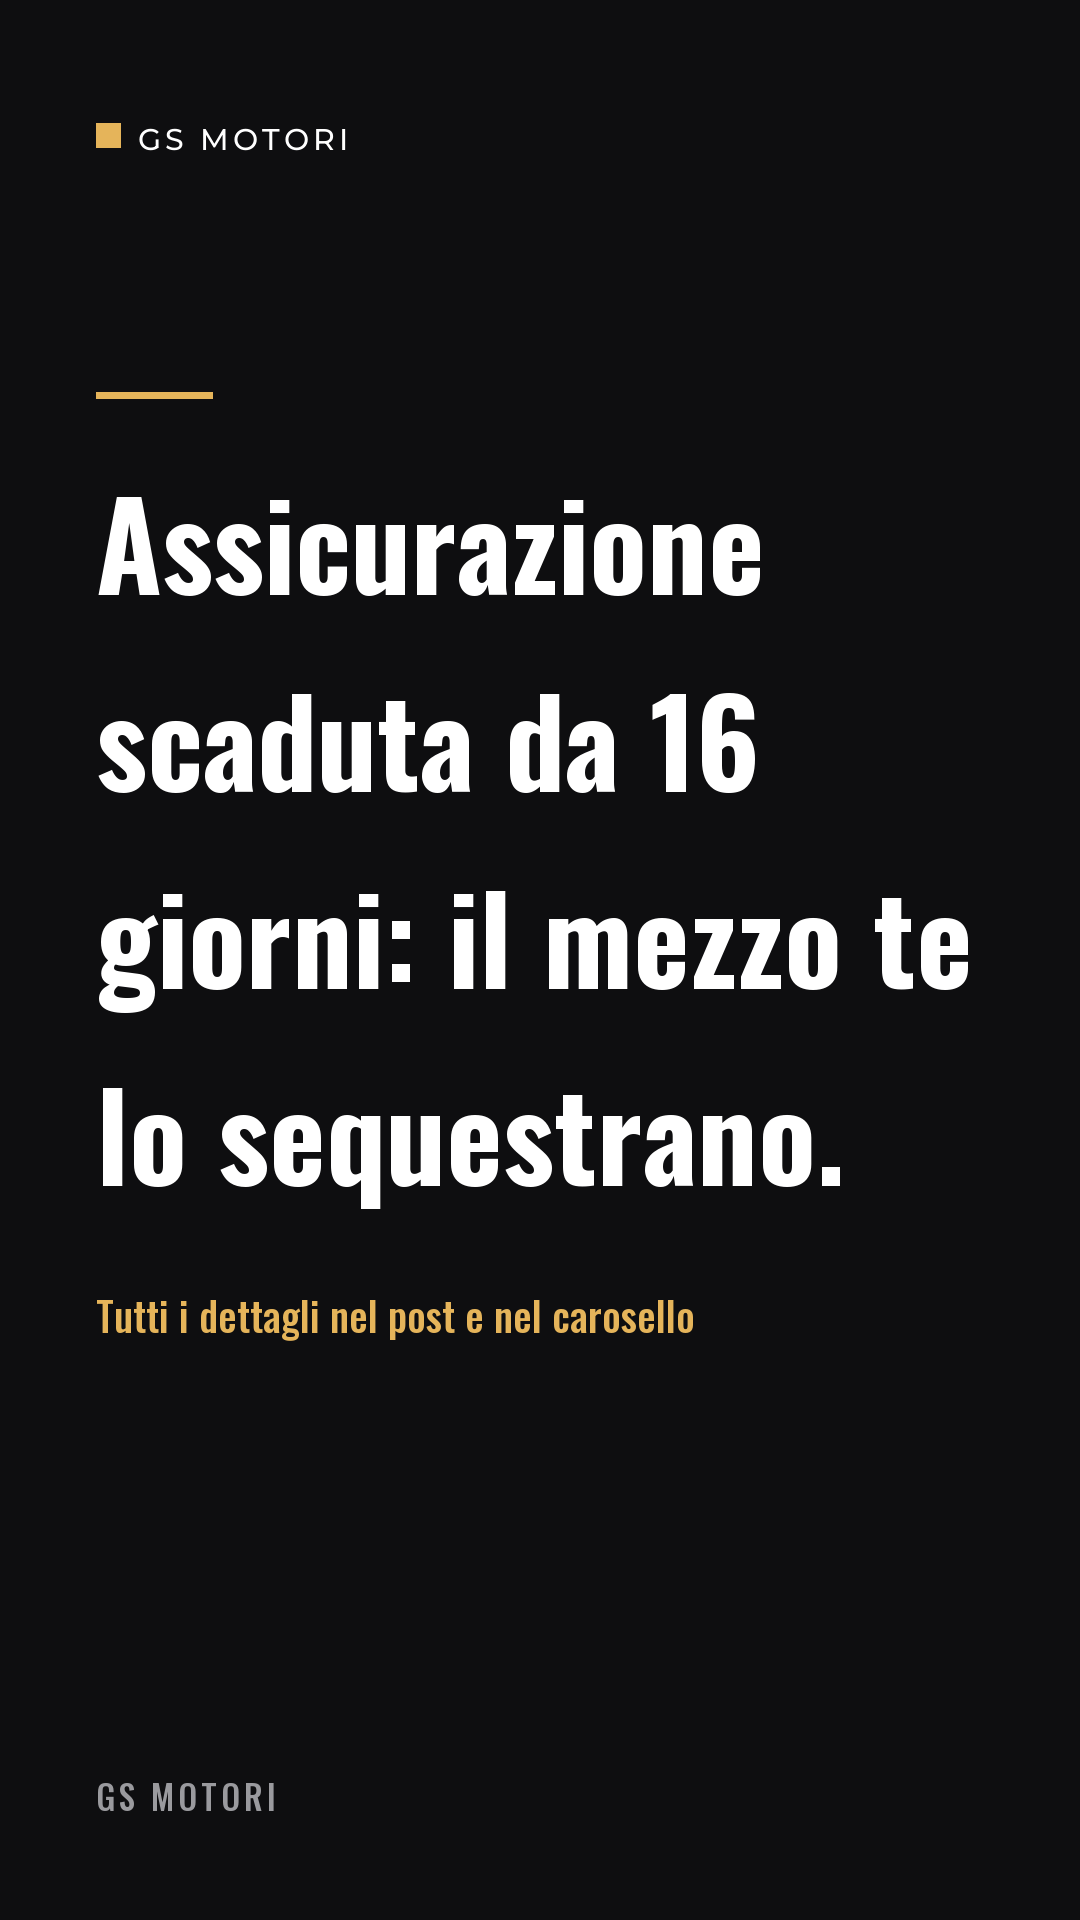 GS MOTORI
Assicurazione
scaduta da 16
giorni: il mezzo te
lo sequestrano.
Tutti i dettagli nel post e nel carosello
GS MOTORI